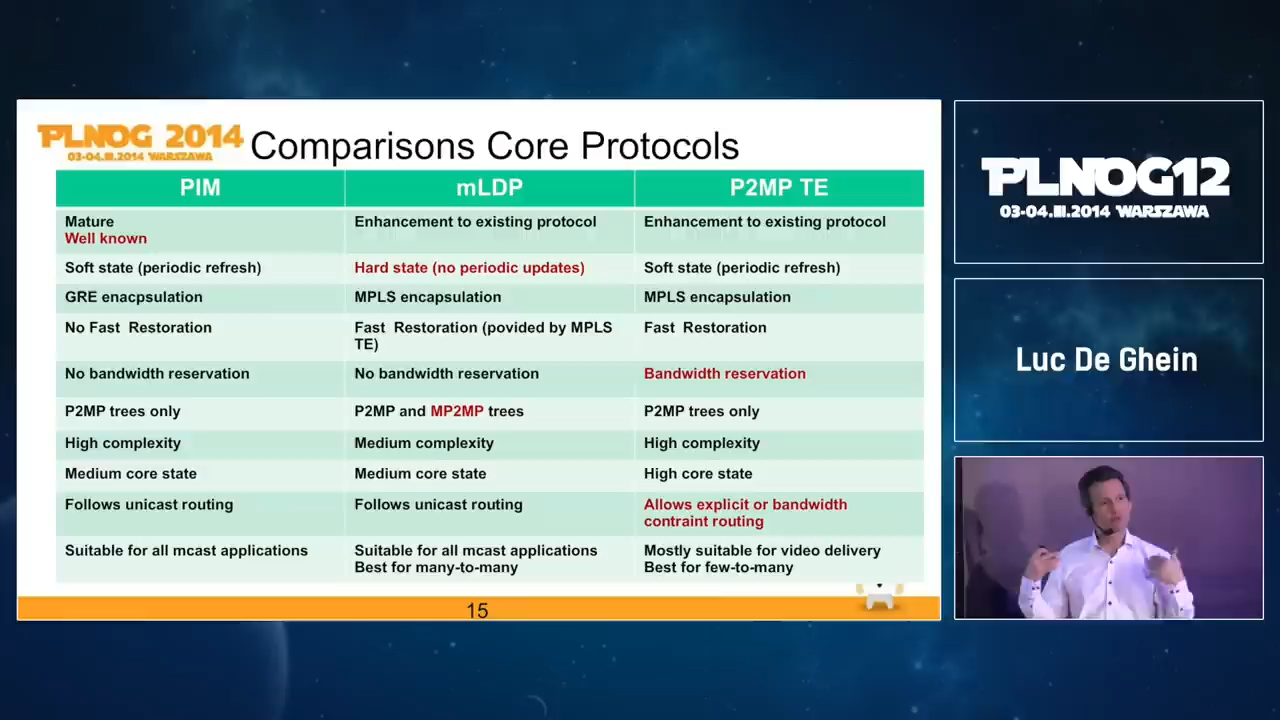 PLNOG 2014
03-04.III.2014 WARSZAWA
Comparisons Core Protocols
PIM
mLDP
P2MP TE
Mature
Well known
Enhancement to existing protocol
Enhancement to existing protocol
Soft state (periodic refresh)
Hard state (no periodic updates)
Soft state (periodic refresh)
GRE enacpsulation
MPLS encapsulation
MPLS encapsulation
No Fast Restoration
Fast Restoration (povided by MPLS
TE)
Fast Restoration
No bandwidth reservation
No bandwidth reservation
Bandwidth reservation
P2MP trees only
P2MP and MP2MP trees
P2MP trees only
High complexity
Medium complexity
High complexity
Medium core state
Medium core state
High core state
Follows unicast routing
Follows unicast routing
Allows explicit or bandwidth
contraint routing
Suitable for all mcast applications
Suitable for all mcast applications
Best for many-to-many
Mostly suitable for video delivery
Best for few-to-many
15
PLNOG12
03-04.III.2014 WARSZAWA
Luc De Ghein